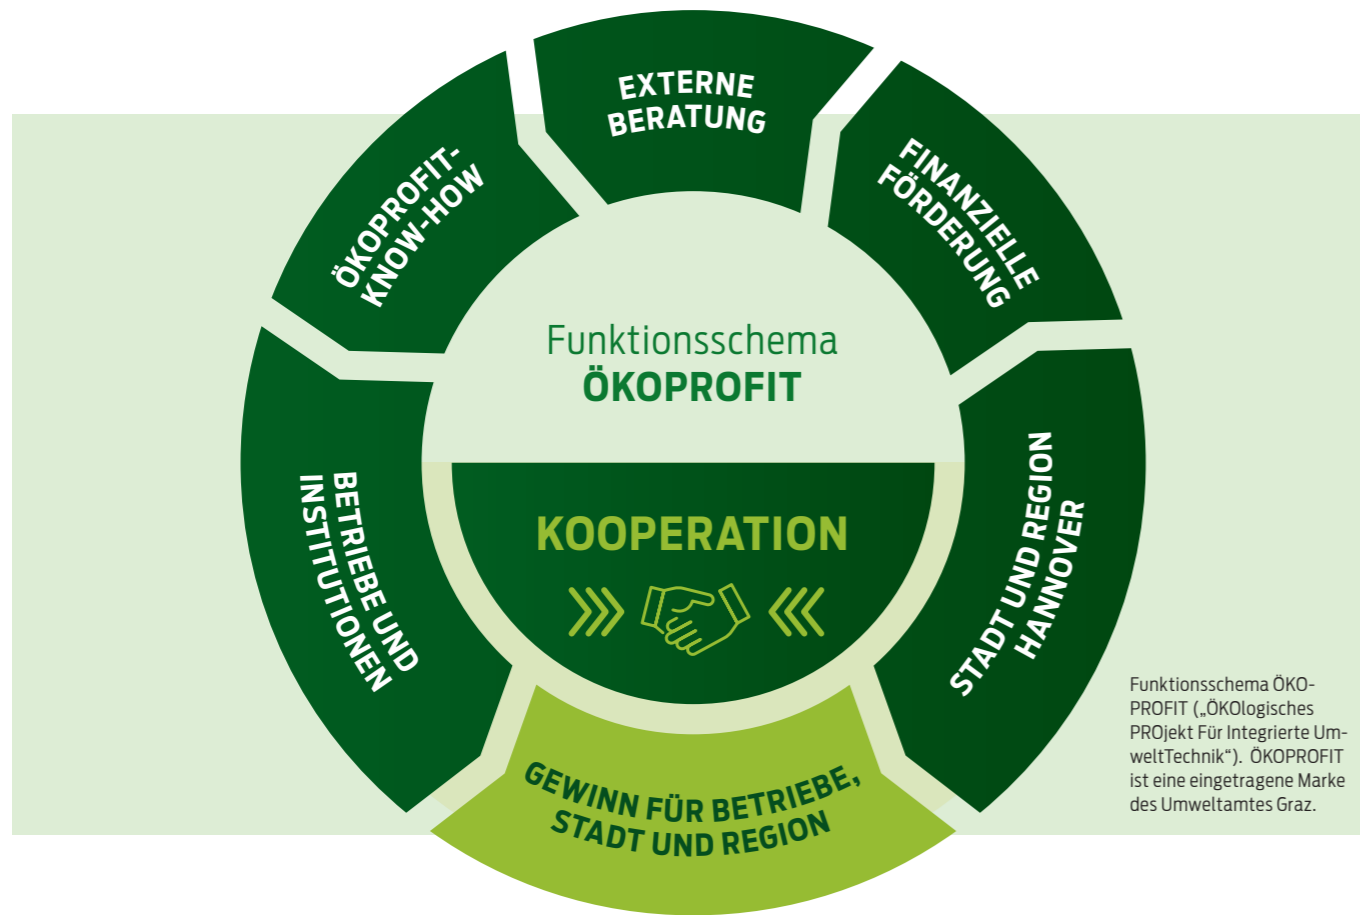 EXTERNE
BERATUNG
FINANZIELLE
FÖRDERUNG
ÖKOPROFIT-
KNOW-HOW
Funktionsschema
ÖKOPROFIT
BETRIEBE UND
INSTITUTIONEN
KOOPERATION
STADT UND REGION
HANNOVER
GEWINN FÜR BETRIEBE,
STADT UND REGION
Funktionsschema ÖKO-
PROFIT („ÖKOlogisches
PROjekt Für Integrierte Um-
weltTechnik“). ÖKOPROFIT
ist eine eingetragene Marke
des Umweltamtes Graz.